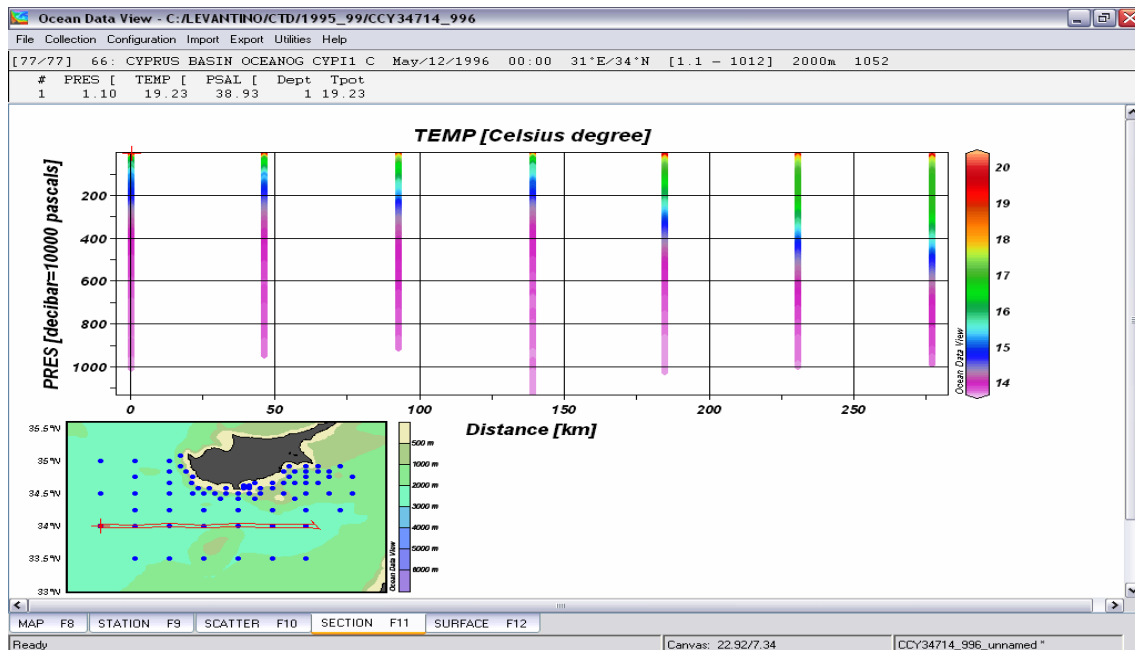 Ocean Data View - C:/LEVANTINO/CTD/1995_99/CCY34714_996
File Collection Configuration Import Export Utilities Help
[77/77] 66: CYPRUS BASIN OCEANOG CYPI1 C May/12/1996 00:00 31°E/34°N [1.1 - 1012] 2000m 1052
# PRES [ TEMP [ PSAL [ Dept Tpot
1 1.10 19.23 38.93 1 19.23
TEMP [Celsius degree]
PRES [decibar=10000 pascals]
200
400
600
800
1000
0 50 100 150 200 250
Distance [km]
Ocean Data View
20
19
18
17
16
15
14
35.5°N
35°N
34.5°N
34°N
33.5°N
33°N
500 m
1000 m
2000 m
3000 m
4000 m
5000 m
6000 m
Ocean Data View
MAP F8 STATION F9 SCATTER F10 SECTION F11 SURFACE F12
Ready Canvas: 22.92/7.34 CCY34714_996_unnamed *